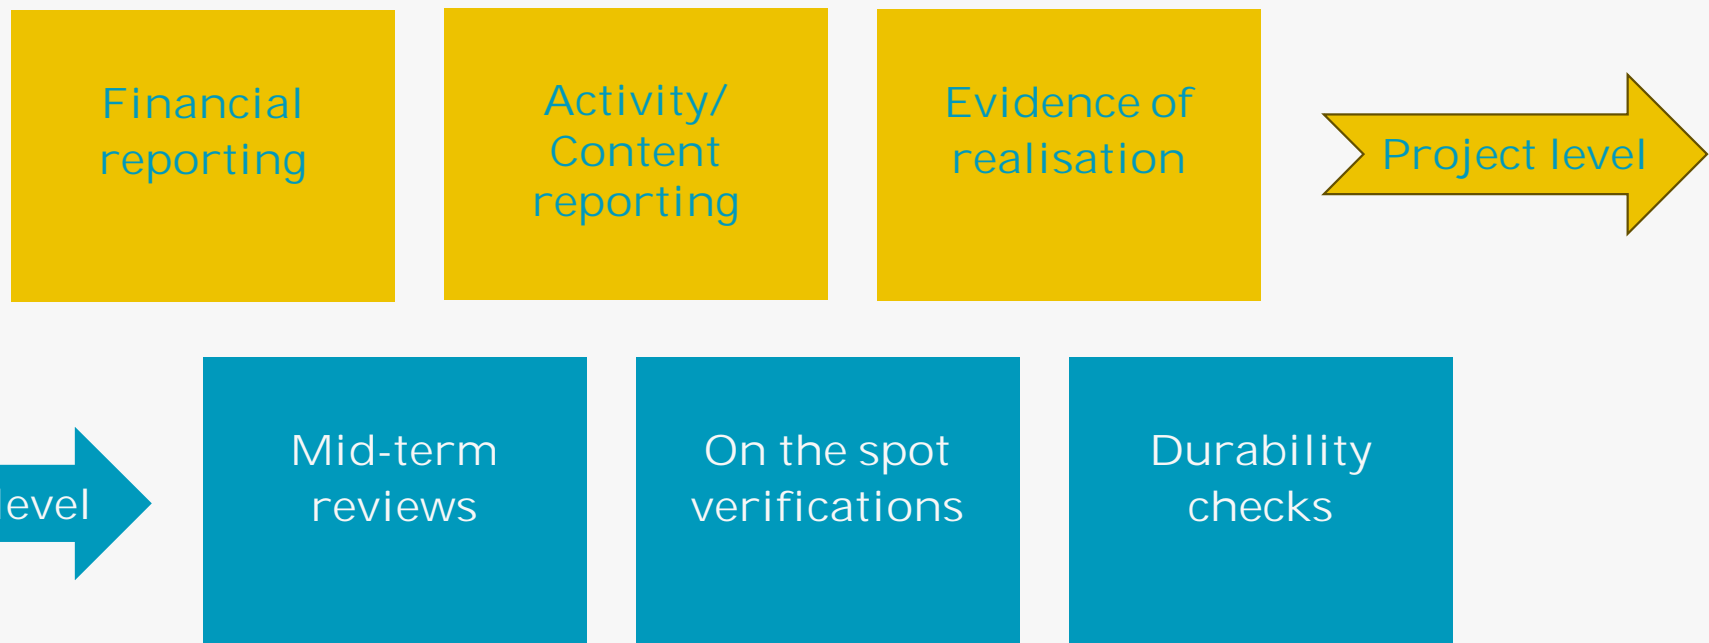 Financial
reporting
Activity/
Content
reporting
Evidence of
realisation
Project level
level
Mid-term
reviews
On the spot
verifications
Durability
checks